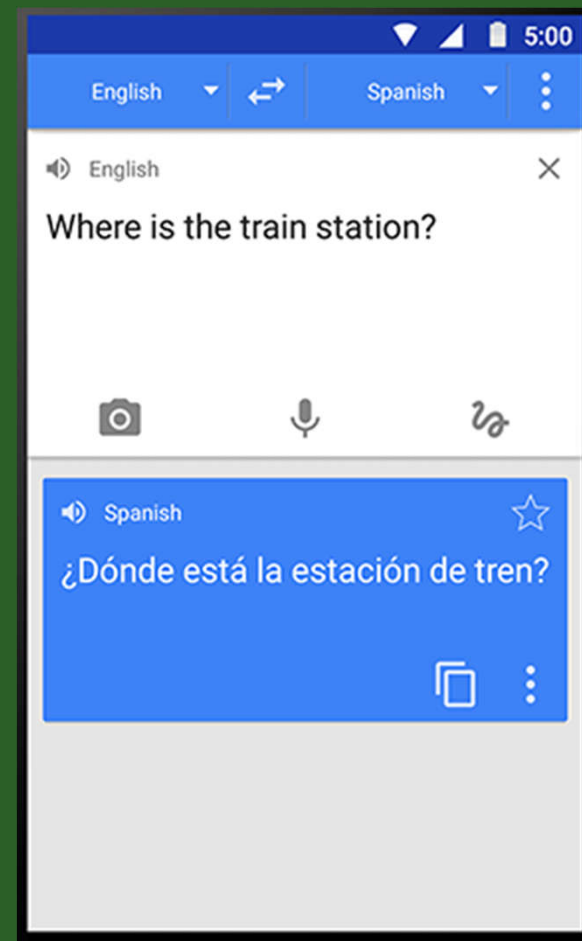 5:00
English Spanish
English
Where is the train station?
Spanish
¿Dónde está la estación de tren?